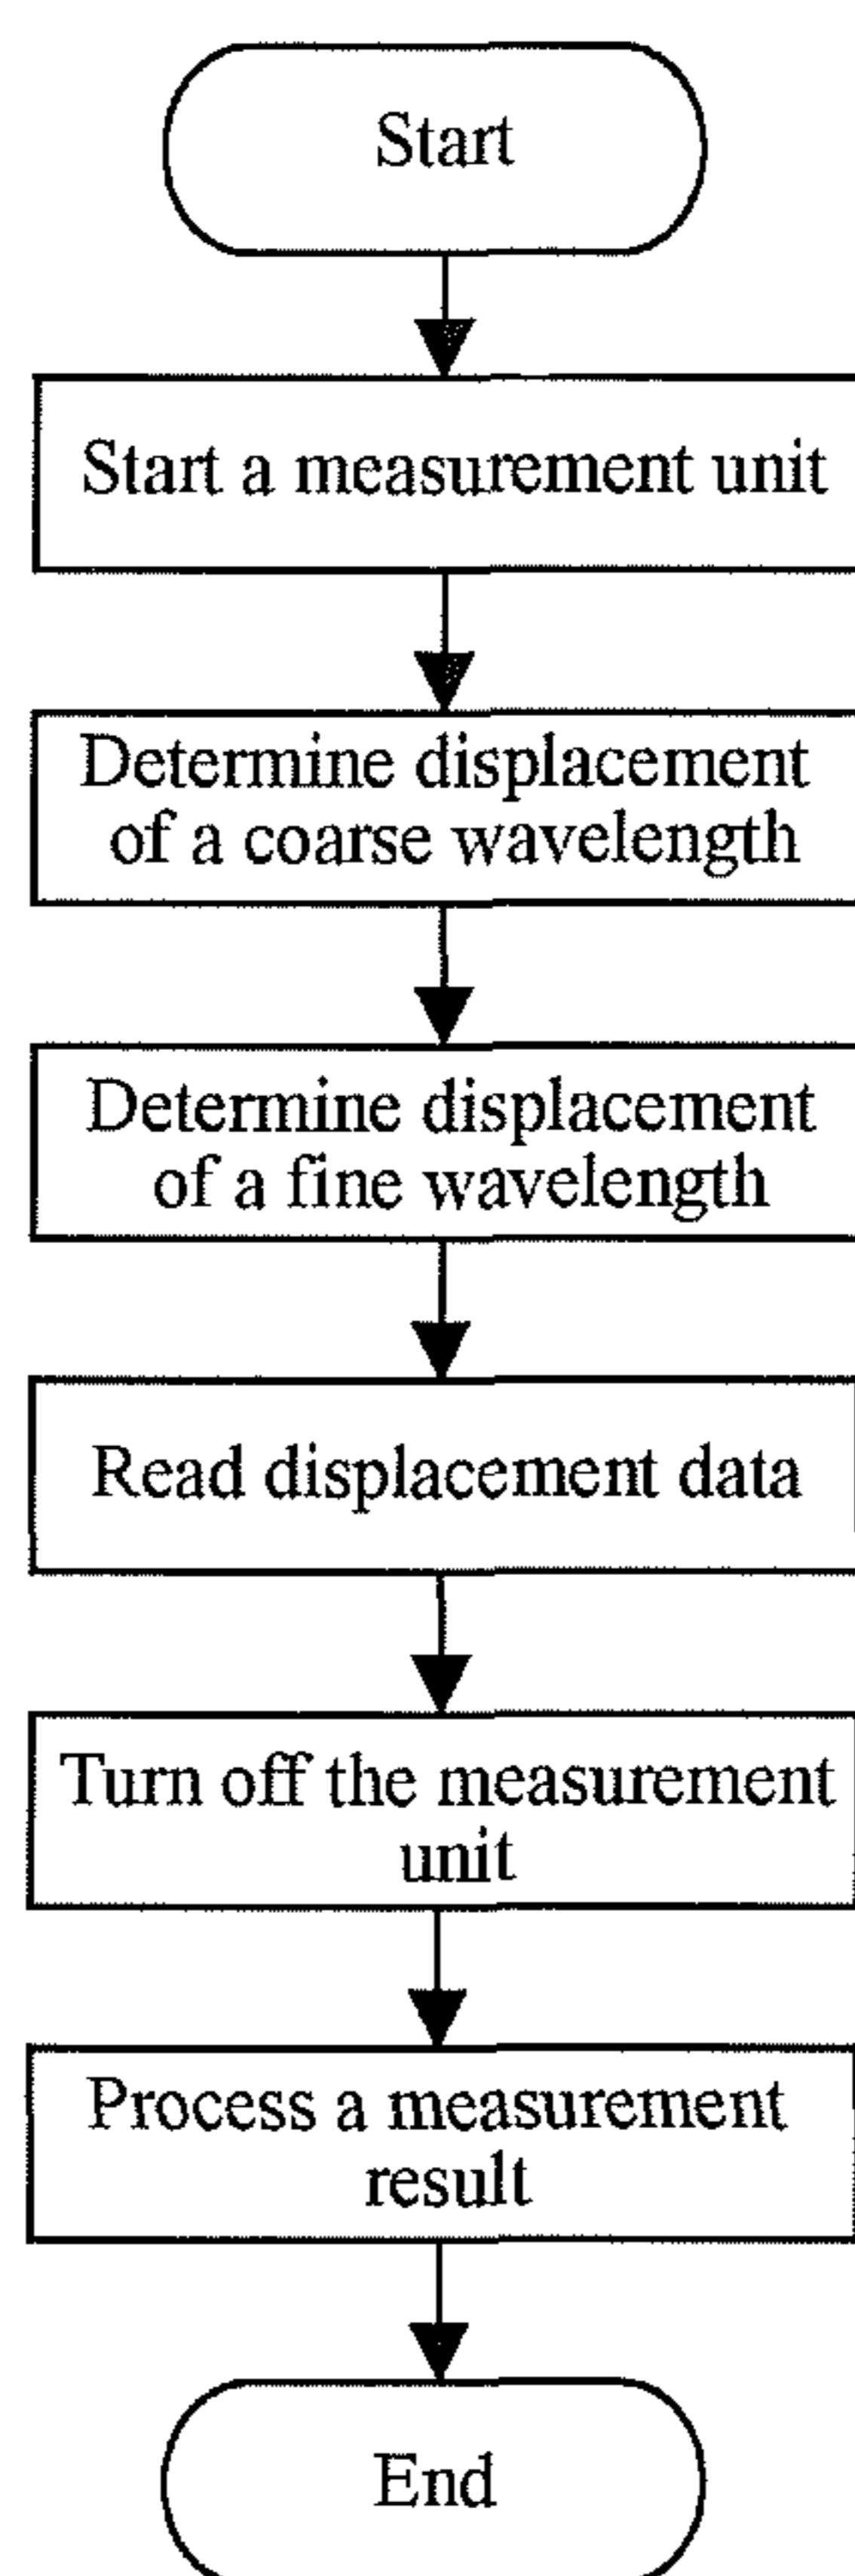 Start
Start a measurement unit
Determine displacement
of a coarse wavelength
Determine displacement
of a fine wavelength
Read displacement data
Turn off the measurement
unit
Process a measurement
result
End